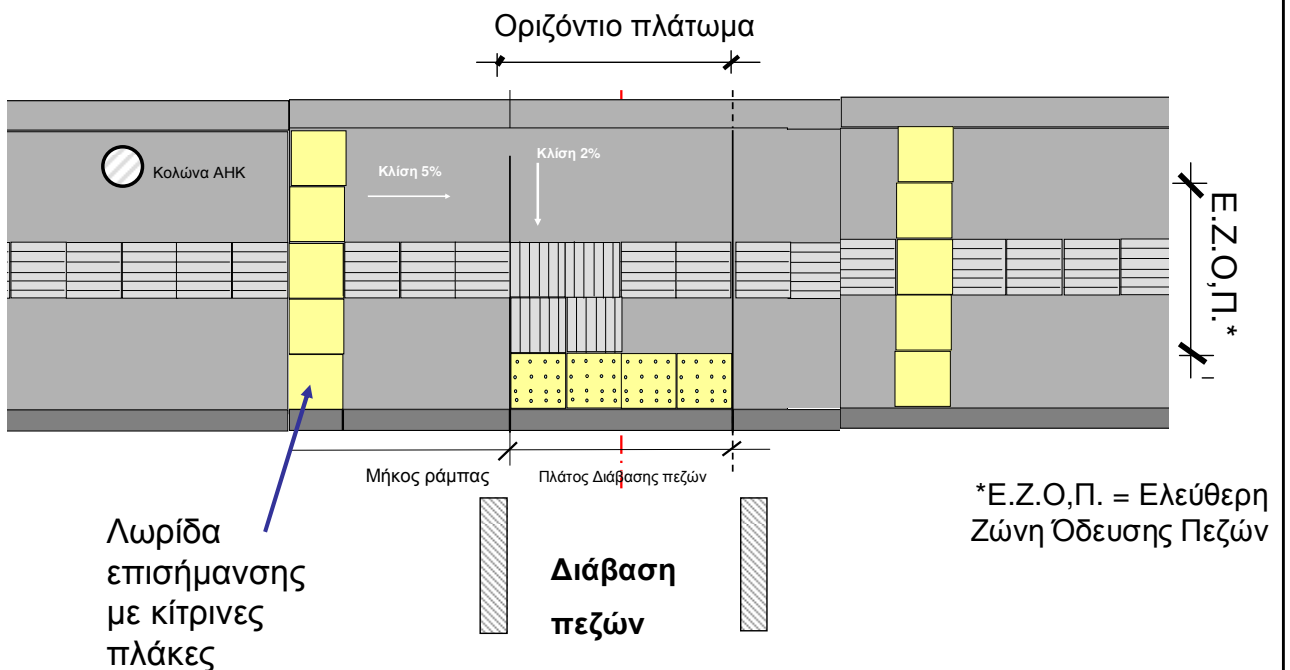 Οριζόντιο πλάτωμα
Κολώνα ΑΗΚ
Κλίση 5%
Κλίση 2%
Ε.Ζ.Ο,Π.*
Μήκος ράμπας
Πλάτος Διάβασης πεζών
*Ε.Ζ.Ο,Π. = Ελεύθερη
Ζώνη Όδευσης Πεζών
Λωρίδα
επισήμανσης
με κίτρινες
πλάκες
Διάβαση
πεζών